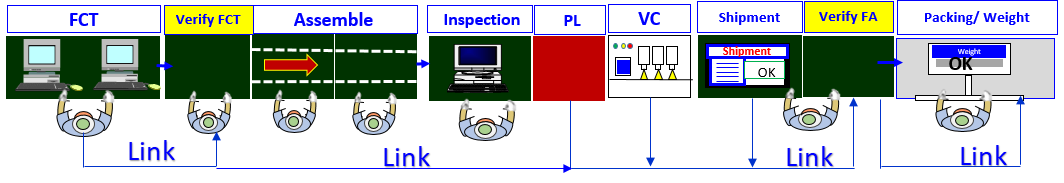 FCT
Verify FCT
Assemble
Inspection
PL
VC
Shipment
Verify FA
Packing/ Weight
Shipment
OK
Weight
OK
Link
Link
Link
Link